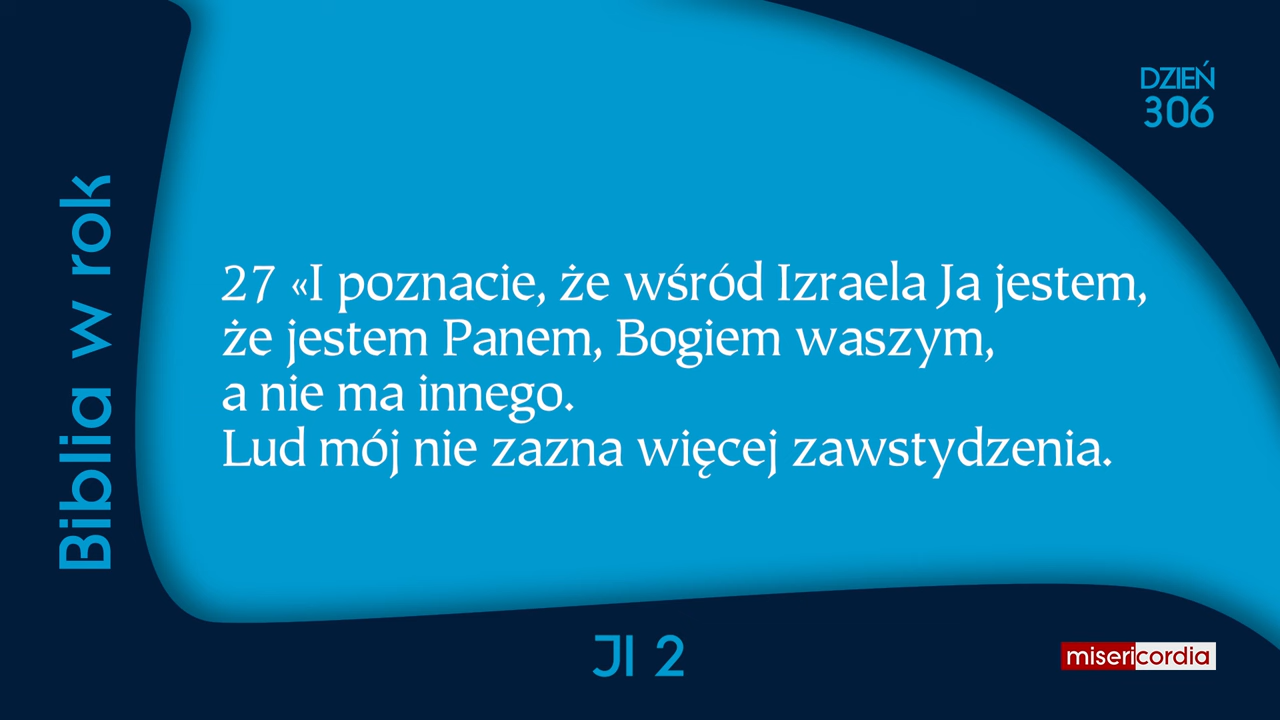 DZIEŃ
306
Biblia w rok
27 «I poznacie, że wśród Izraela Ja jestem,
że jestem Panem, Bogiem waszym,
a nie ma innego.
Lud mój nie zazna więcej zawstydzenia.
Jl 2
misericordia